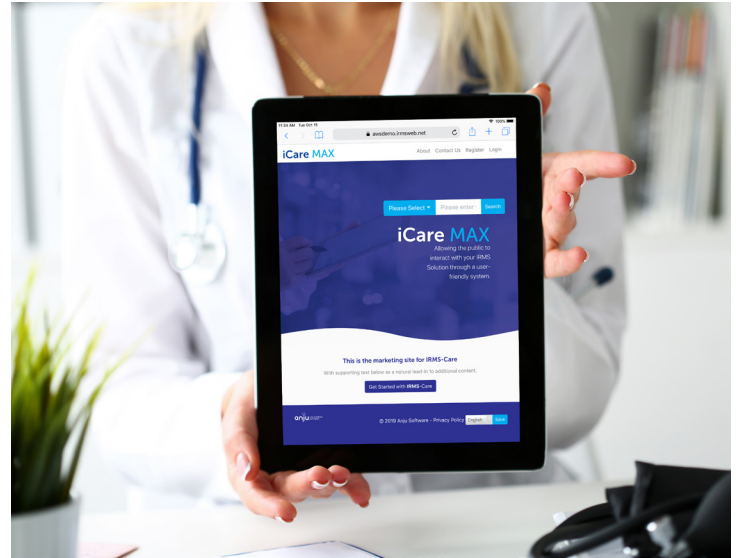 11:44 AM Tue Oct 15
100%
awsdemo.irmsweb.net
iCare MAX
About Contact Us Register Login
Please Select
Please enter
Search
iCare MAX
Allowing the public to
interact with your IRMS
Solution through a user-
friendly system.
This is the marketing site for IRMS-Care
With supporting text below as a natural lead-in to additional content.
Get Started with IRMS-Care
anju
© 2019 Anju Software - Privacy Policy
English
Save